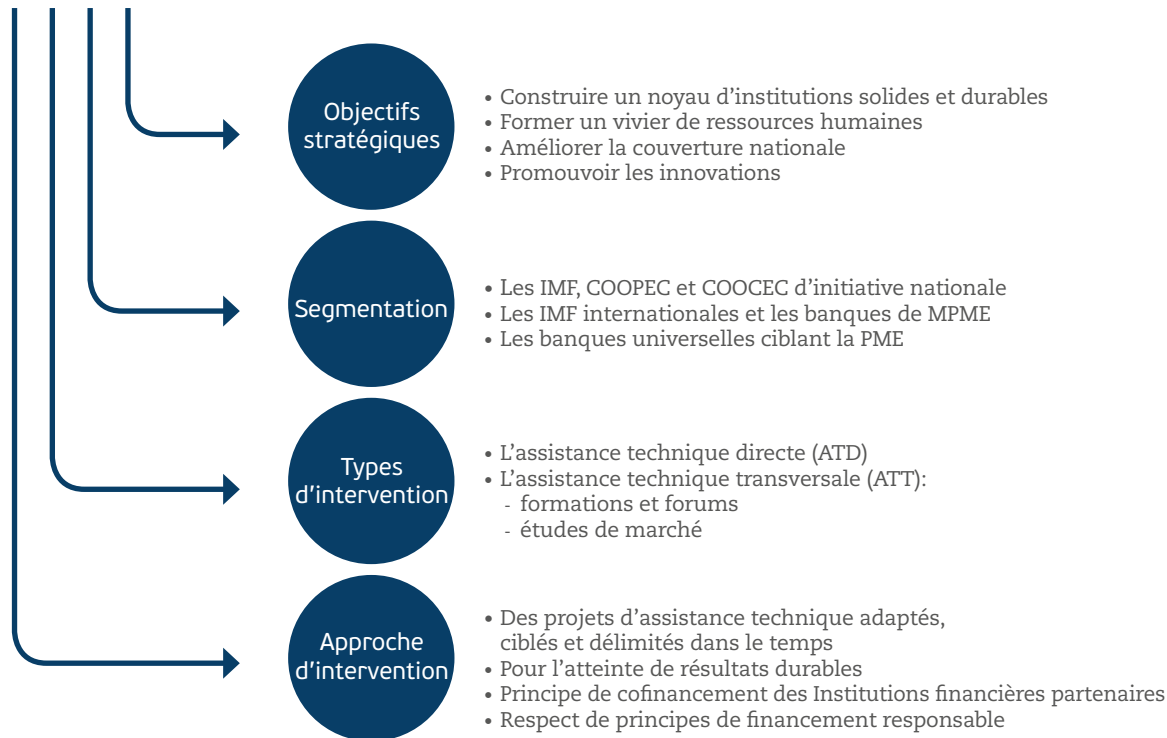 Objectifs
stratégiques
• Construire un noyau d’institutions solides et durables
• Former un vivier de ressources humaines
• Améliorer la couverture nationale
• Promouvoir les innovations
Segmentation
• Les IMF, COOPEC et COOCEC d’initiative nationale
• Les IMF internationales et les banques de MPME
• Les banques universelles ciblant la PME
Types
d’intervention
• L’assistance technique directe (ATD)
• L’assistance technique transversale (ATT):
- formations et forums
- études de marché
Approche
d’intervention
• Des projets d’assistance technique adaptés,
ciblés et délimités dans le temps
• Pour l’atteinte de résultats durables
• Principe de cofinancement des Institutions financières partenaires
• Respect de principes de financement responsable